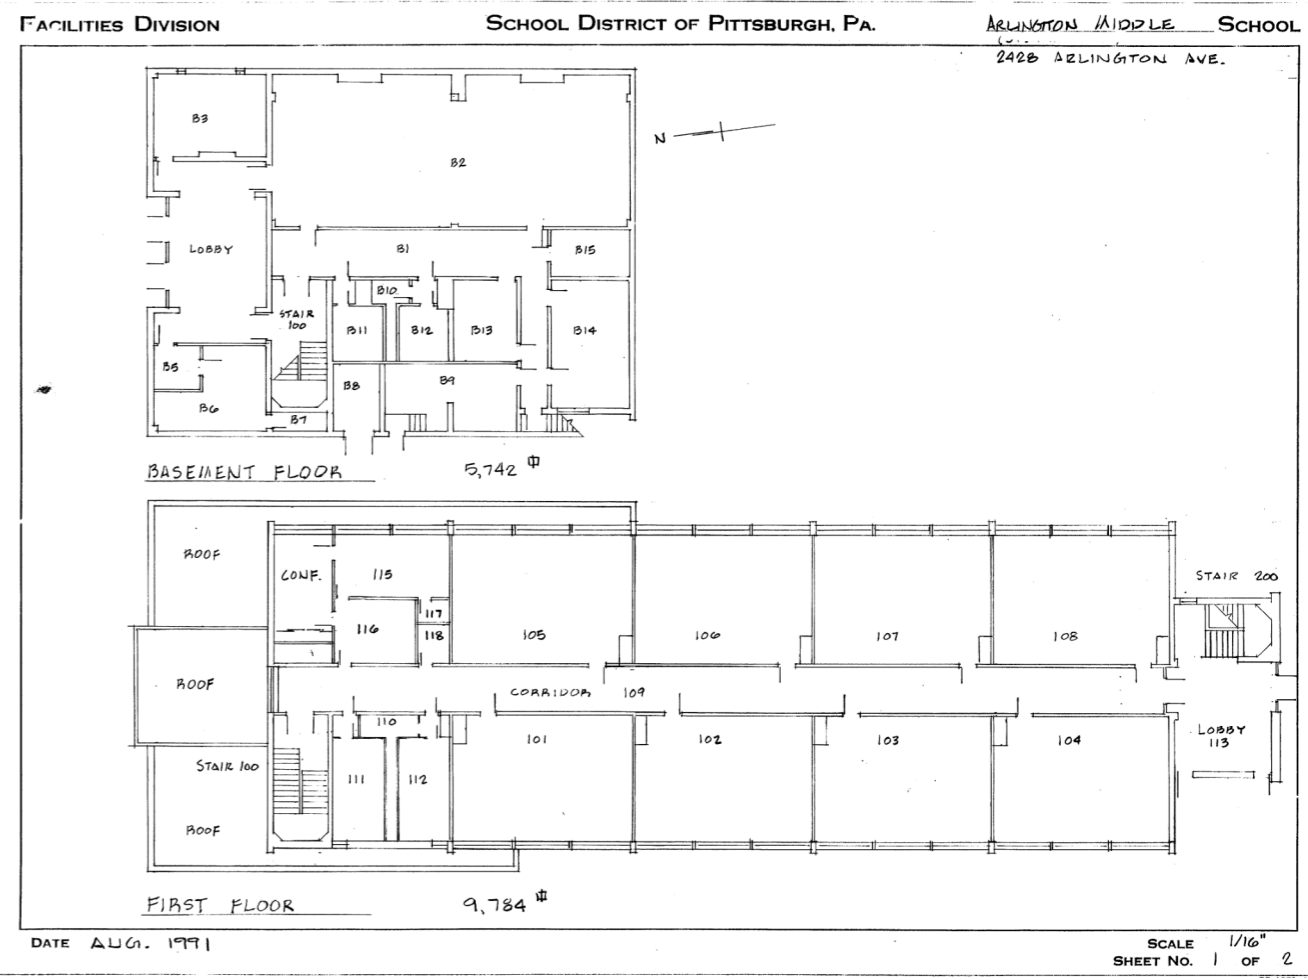 FACILITIES DIVISION
SCHOOL DISTRICT OF PITTSBURGH, PA.
ARLINGTON MIDDLE SCHOOL
2428 ARLINGTON AVE.
B3
N
B2
LOBBY
B1
B15
B10
STAIR
100
B11
B12
B13
B14
B5
B8
B9
B6
B7
BASEMENT FLOOR 5,742
ROOF
CONF.
115
STAIR 200
117
116
118
105
106
107
108
ROOF
CORRIDOR 109
110
101
102
103
104
LOBBY
113
STAIR 100
111
112
ROOF
FIRST FLOOR 9,784
DATE AUG. 1991
SCALE 1/16"
SHEET NO. 1 OF 2